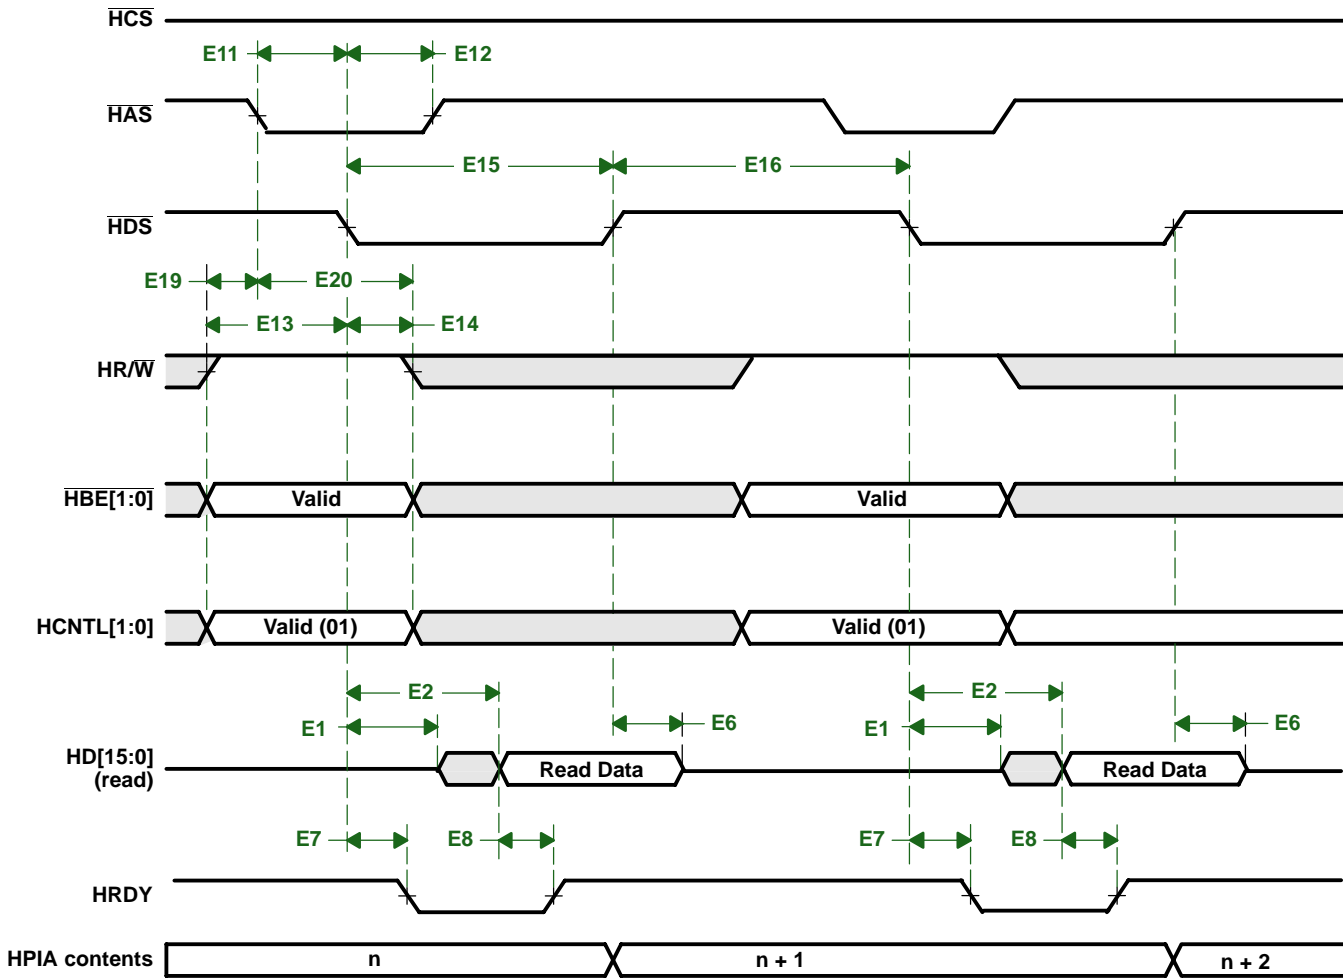 HCS
E11 E12
HAS
E15 E16
HDS
E19 E20
E13 E14
HR/W
HBE[1:0] Valid Valid
HCNTL[1:0] Valid (01) Valid (01)
E2 E2
E1 E6 E1 E6
HD[15:0]
(read)
Read Data Read Data
E7 E8 E7 E8
HRDY
HPIA contents n n + 1 n + 2